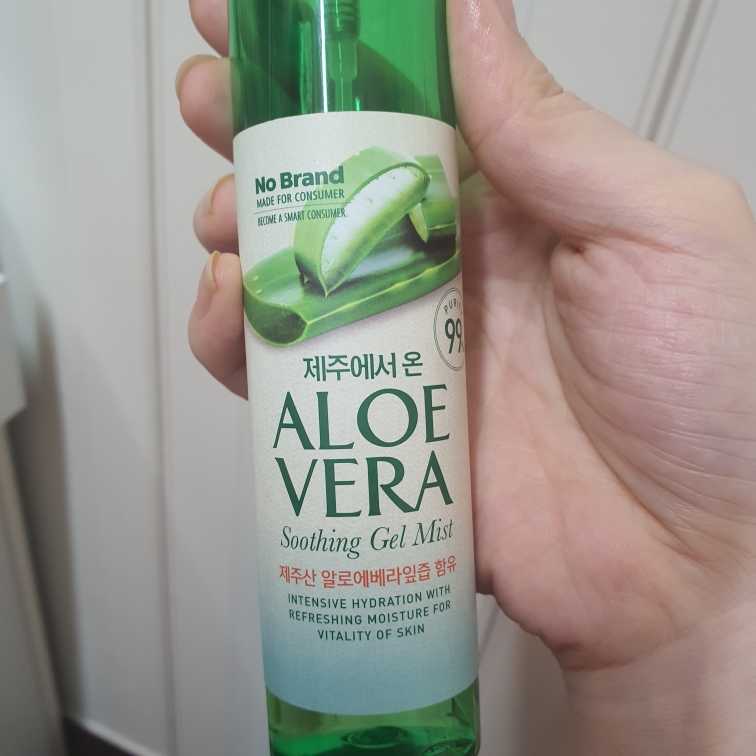 No Brand
MADE FOR CONSUMER
BECOME A SMART CONSUMER.
99
제주에서 온
ALOE
VERA
Soothing Gel Mist
제주산 알로에베라잎즙 함유
INTENSIVE HYDRATION WITH
REFRESHING MOISTURE FOR
VITALITY OF SKIN